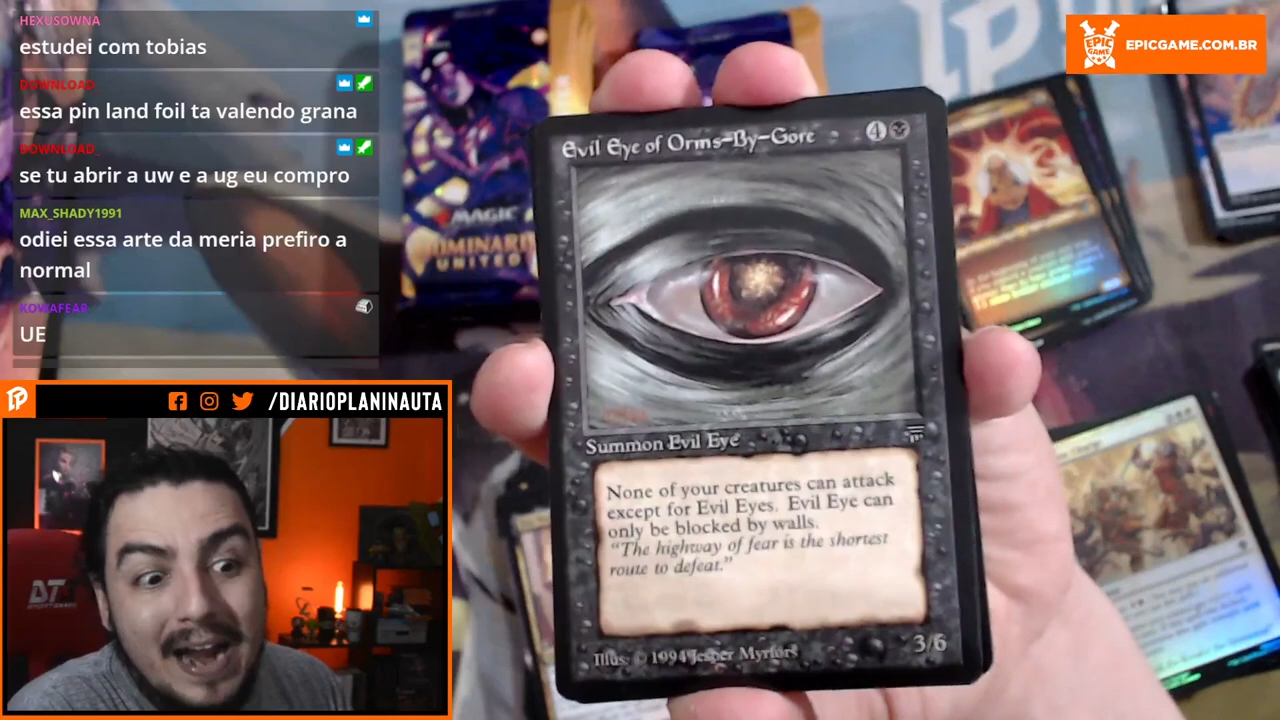 HEXUSOWNA
estudei com tobias
DOWNLOAD_
essa pin land foil ta valendo grana
DOWNLOAD_
se tu abrir a uw e a ug eu compro
MAX_SHADY1991
odiei essa arte da meria prefiro a
normal
KOWAFEAR
UE
EPIC GAME
EPICGAME.COM.BR
MAGIC
DOMINARIA
UNITED
Evil Eye of Orms-By-Gore
4
Summon Evil Eye
None of your creatures can attack
except for Evil Eyes. Evil Eye can
only be blocked by walls.
"The highway of fear is the shortest
route to defeat."
Illus: © 1994 Jesper Myrfors
3/6
/DIARIOPLANINAUTA
DT3